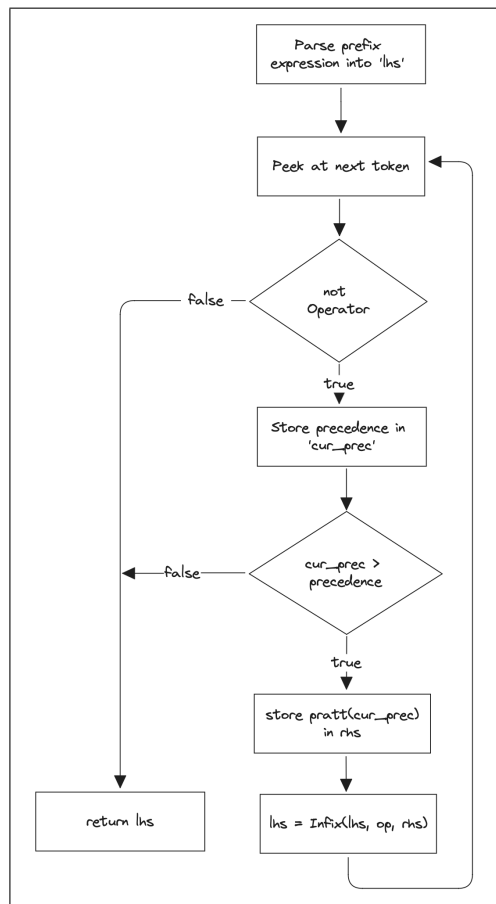 Parse prefix
expression into 'lhs'
Peek at next token
not
Operator
false
true
Store precedence in
'cur_prec'
cur_prec >
precedence
false
true
store pratt(cur_prec)
in rhs
return lhs
lhs = Infix(lhs, op, rhs)